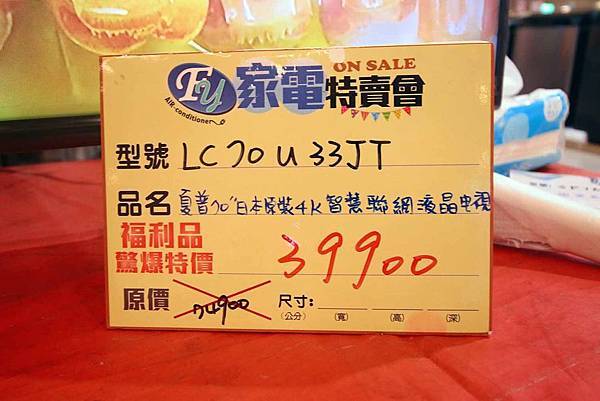 ON SALE
FY 家電特賣會
AIR-conditioner
型號 LC70U33JT
品名 夏普70"日本原裝4K智慧聯網液晶电視
福利品
驚爆特價 39900
原價 74900 尺寸:
(公分) (寬) (高) (深)